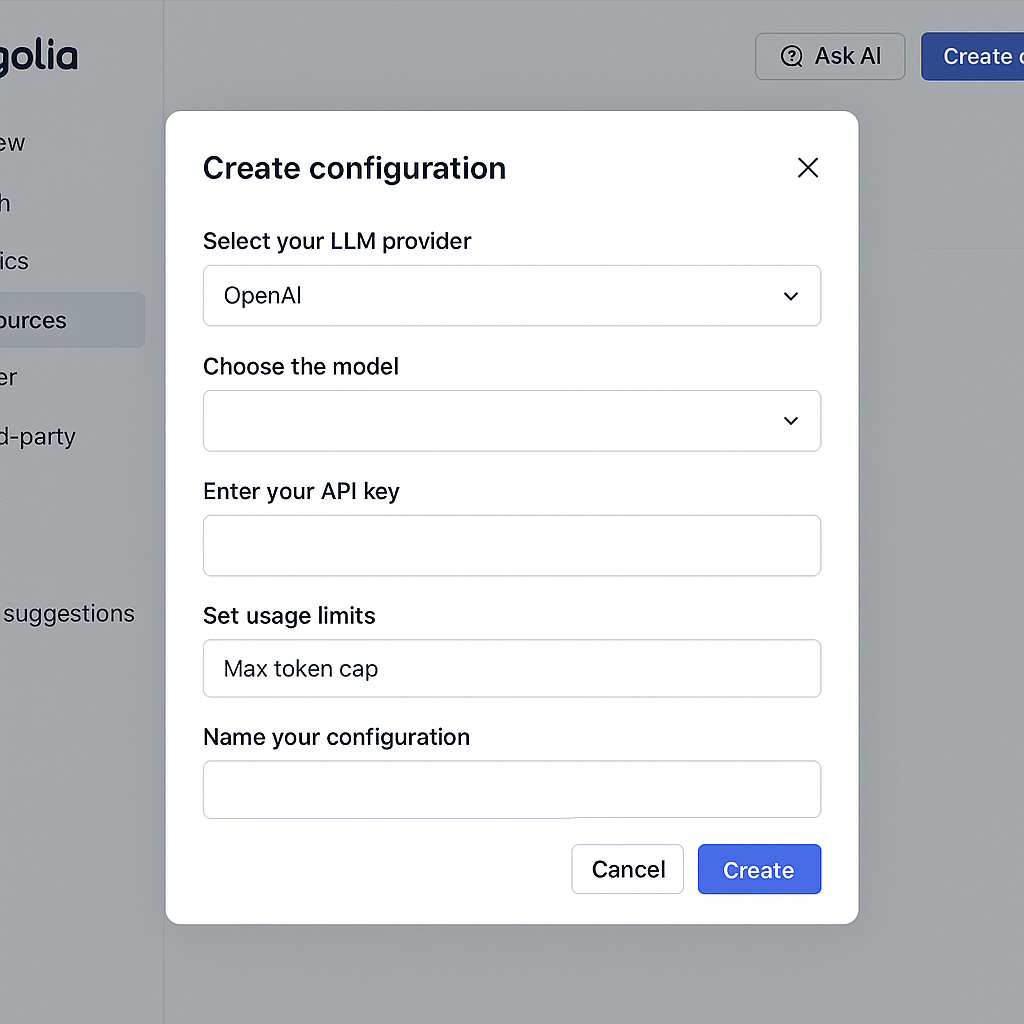 golia
Ask AI
Create
ew
h
ics
ources
er
d-party
suggestions
Create configuration
Select your LLM provider
OpenAI
Choose the model
Enter your API key
Set usage limits
Max token cap
Name your configuration
Cancel
Create